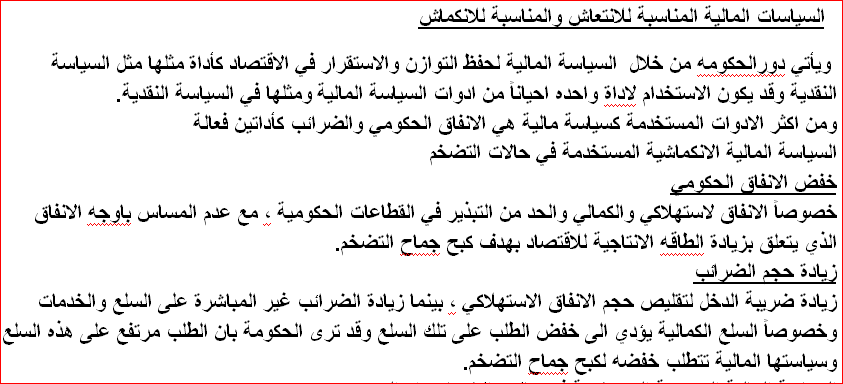 السياسات المالية المناسبة للانتعاش والمناسبة للانكماش
ويأتي دورالحكومه من خلال السياسة المالية لحفظ التوازن والاستقرار في الاقتصاد كأداة مثلها مثل السياسة
النقدية وقد يكون الاستخدام لاداة واحده احياناً من ادوات السياسة المالية ومثلها في السياسة النقدية.
ومن اكثر الادوات المستخدمة كسياسة مالية هي الانفاق الحكومي والضرائب كأداتين فعالة
السياسة المالية الانكماشية المستخدمة في حالات التضخم
خفض الانفاق الحكومي
خصوصاً الانفاق لاستهلاكي والكمالي والحد من التبذير في القطاعات الحكومية ، مع عدم المساس باوجه الانفاق
الذي يتعلق بزيادة الطاقه الانتاجية للاقتصاد بهدف كبح جماح التضخم.
زيادة حجم الضرائب
زيادة ضريبة الدخل لتقليص حجم الانفاق الاستهلاكي ، بينما زيادة الضرائب غير المباشرة على السلع والخدمات
وخصوصاً السلع الكمالية يؤدي الى خفض الطلب على تلك السلع وقد ترى الحكومة بان الطلب مرتفع على هذه السلع
وسياستها المالية تتطلب خفضه لكبح جماح التضخم.